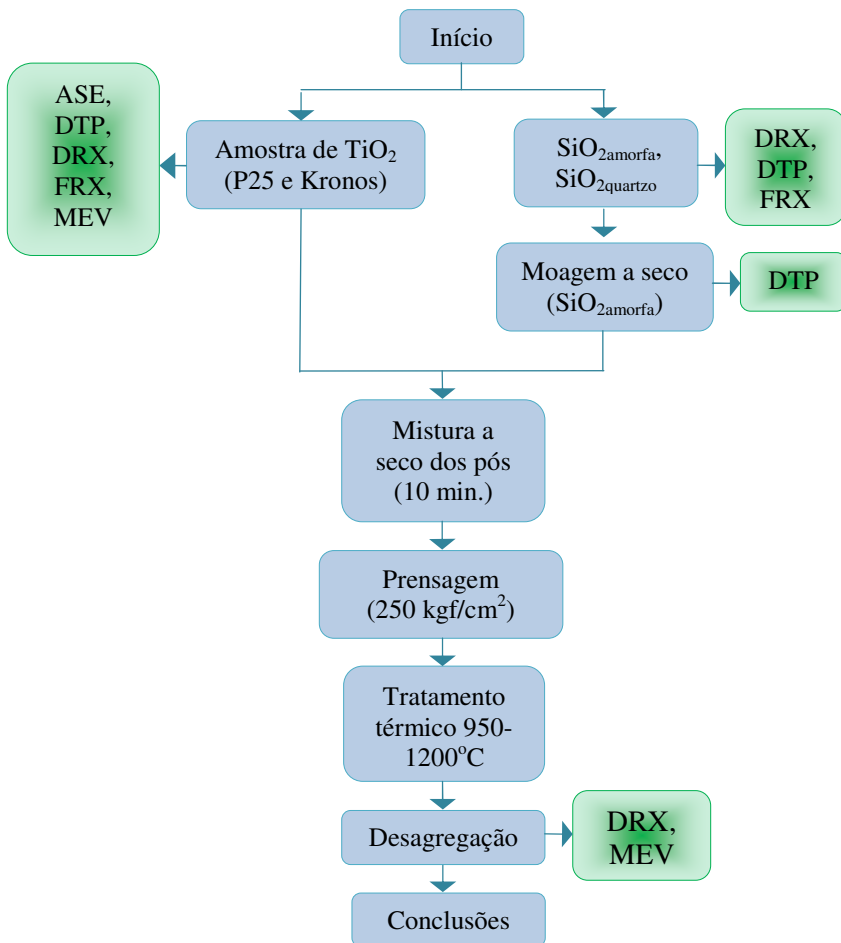 Início
ASE,
DTP,
DRX,
FRX,
MEV
Amostra de TiO₂
(P25 e Kronos)
SiO₂amorfa,
SiO₂quartzo
DRX,
DTP,
FRX
Moagem a seco
(SiO₂amorfa)
DTP
Mistura a
seco dos pós
(10 min.)
Prensagem
(250 kgf/cm²)
Tratamento
térmico 950-
1200°C
Desagregação
DRX,
MEV
Conclusões